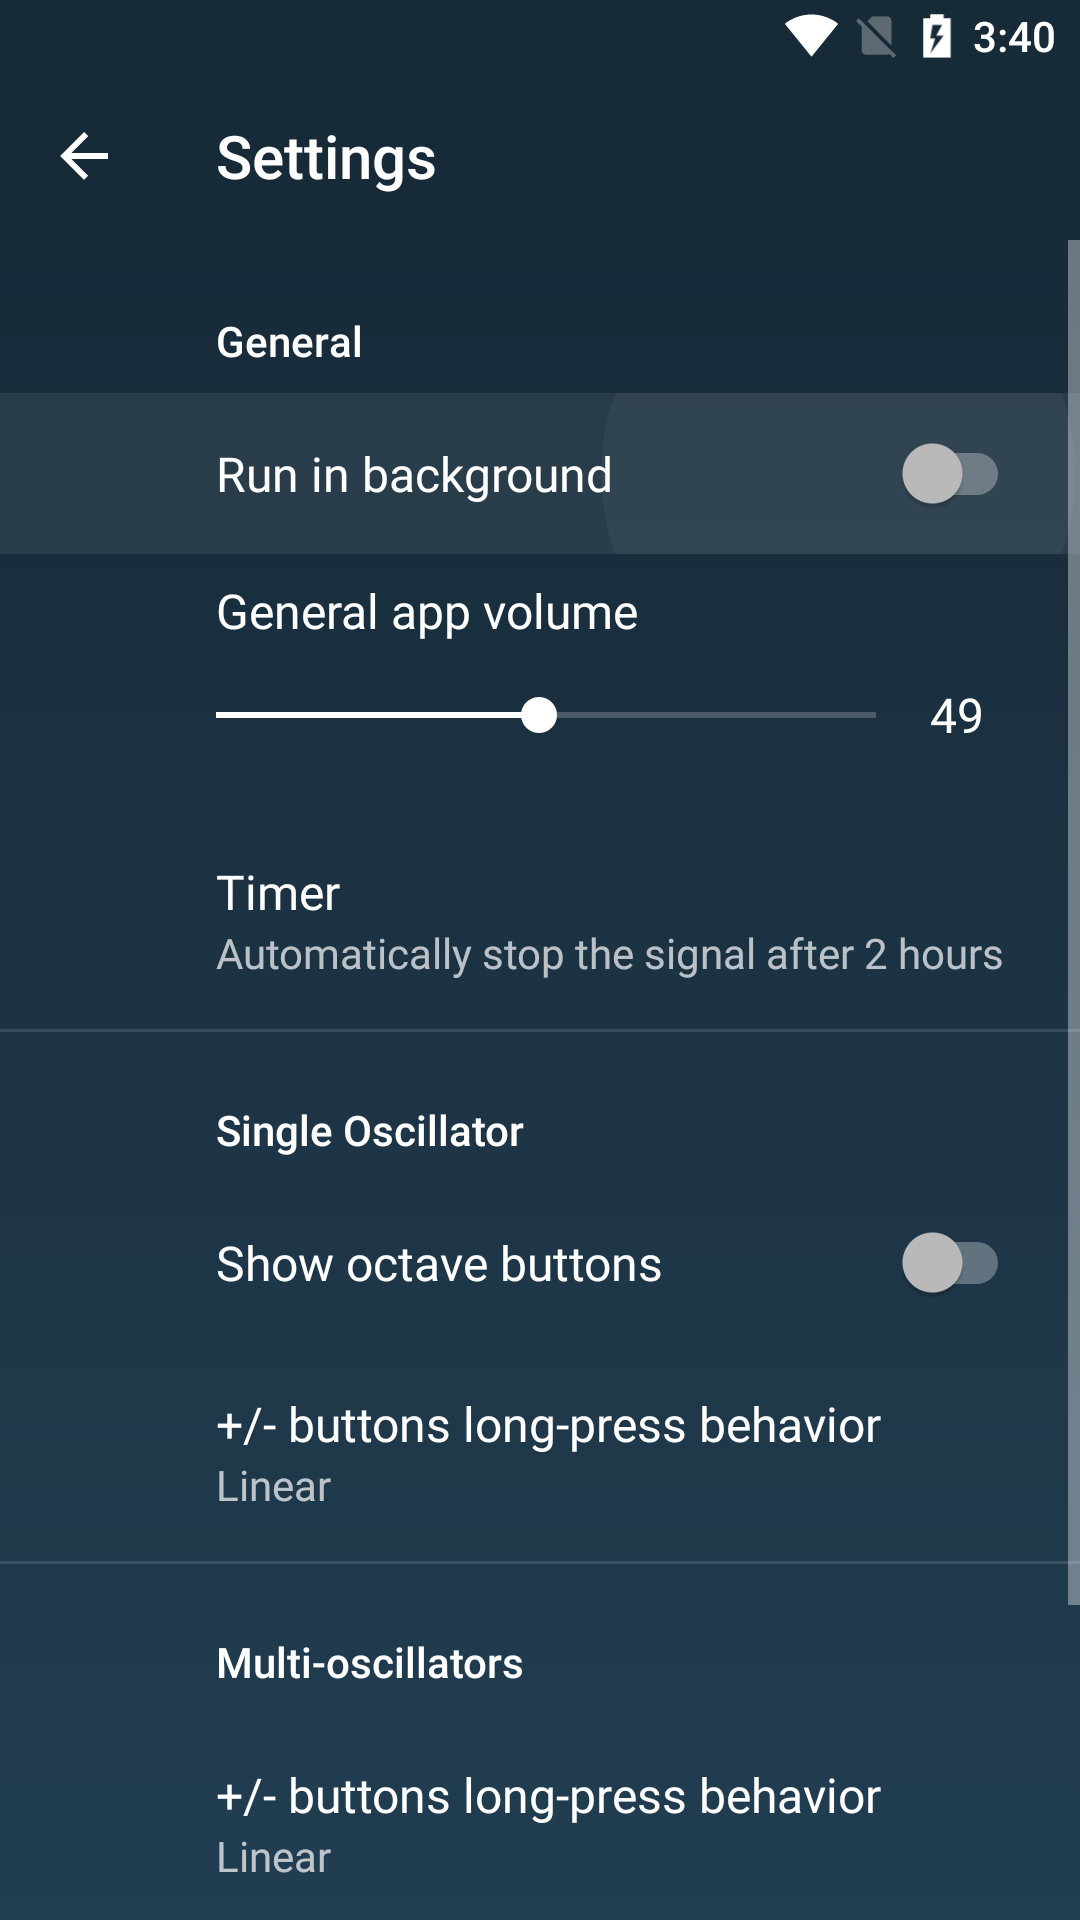 3:40
Settings
General
Run in background
General app volume
49
Timer
Automatically stop the signal after 2 hours
Single Oscillator
Show octave buttons
+/- buttons long-press behavior
Linear
Multi-oscillators
+/- buttons long-press behavior
Linear